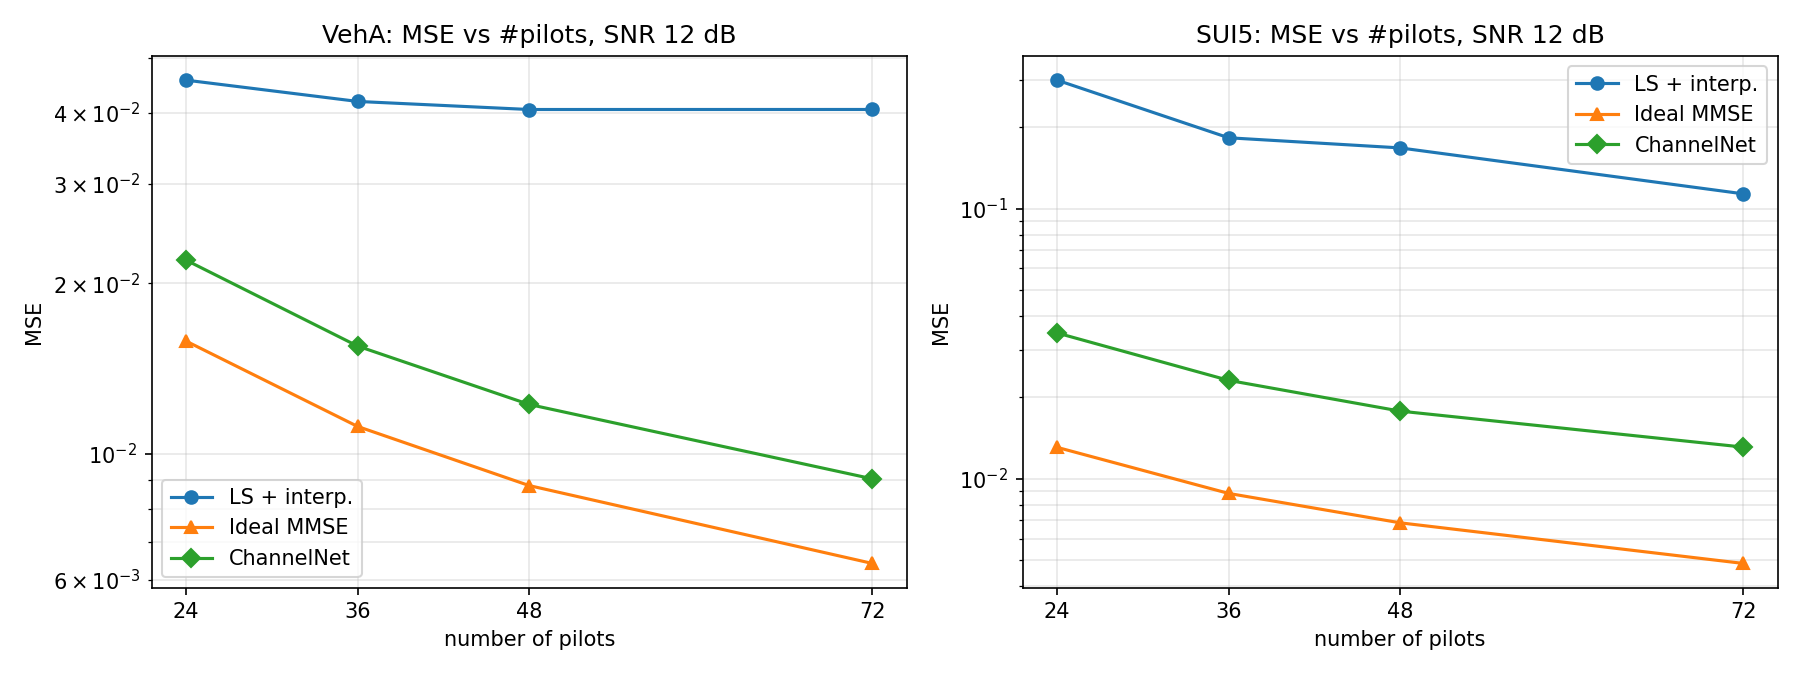 VehA: MSE vs #pilots, SNR 12 dB
MSE
4 × 10⁻²
3 × 10⁻²
2 × 10⁻²
10⁻²
6 × 10⁻³
LS + interp.
Ideal MMSE
ChannelNet
24 36 48 72
number of pilots
SUI5: MSE vs #pilots, SNR 12 dB
MSE
10⁻¹
10⁻²
LS + interp.
Ideal MMSE
ChannelNet
24 36 48 72
number of pilots